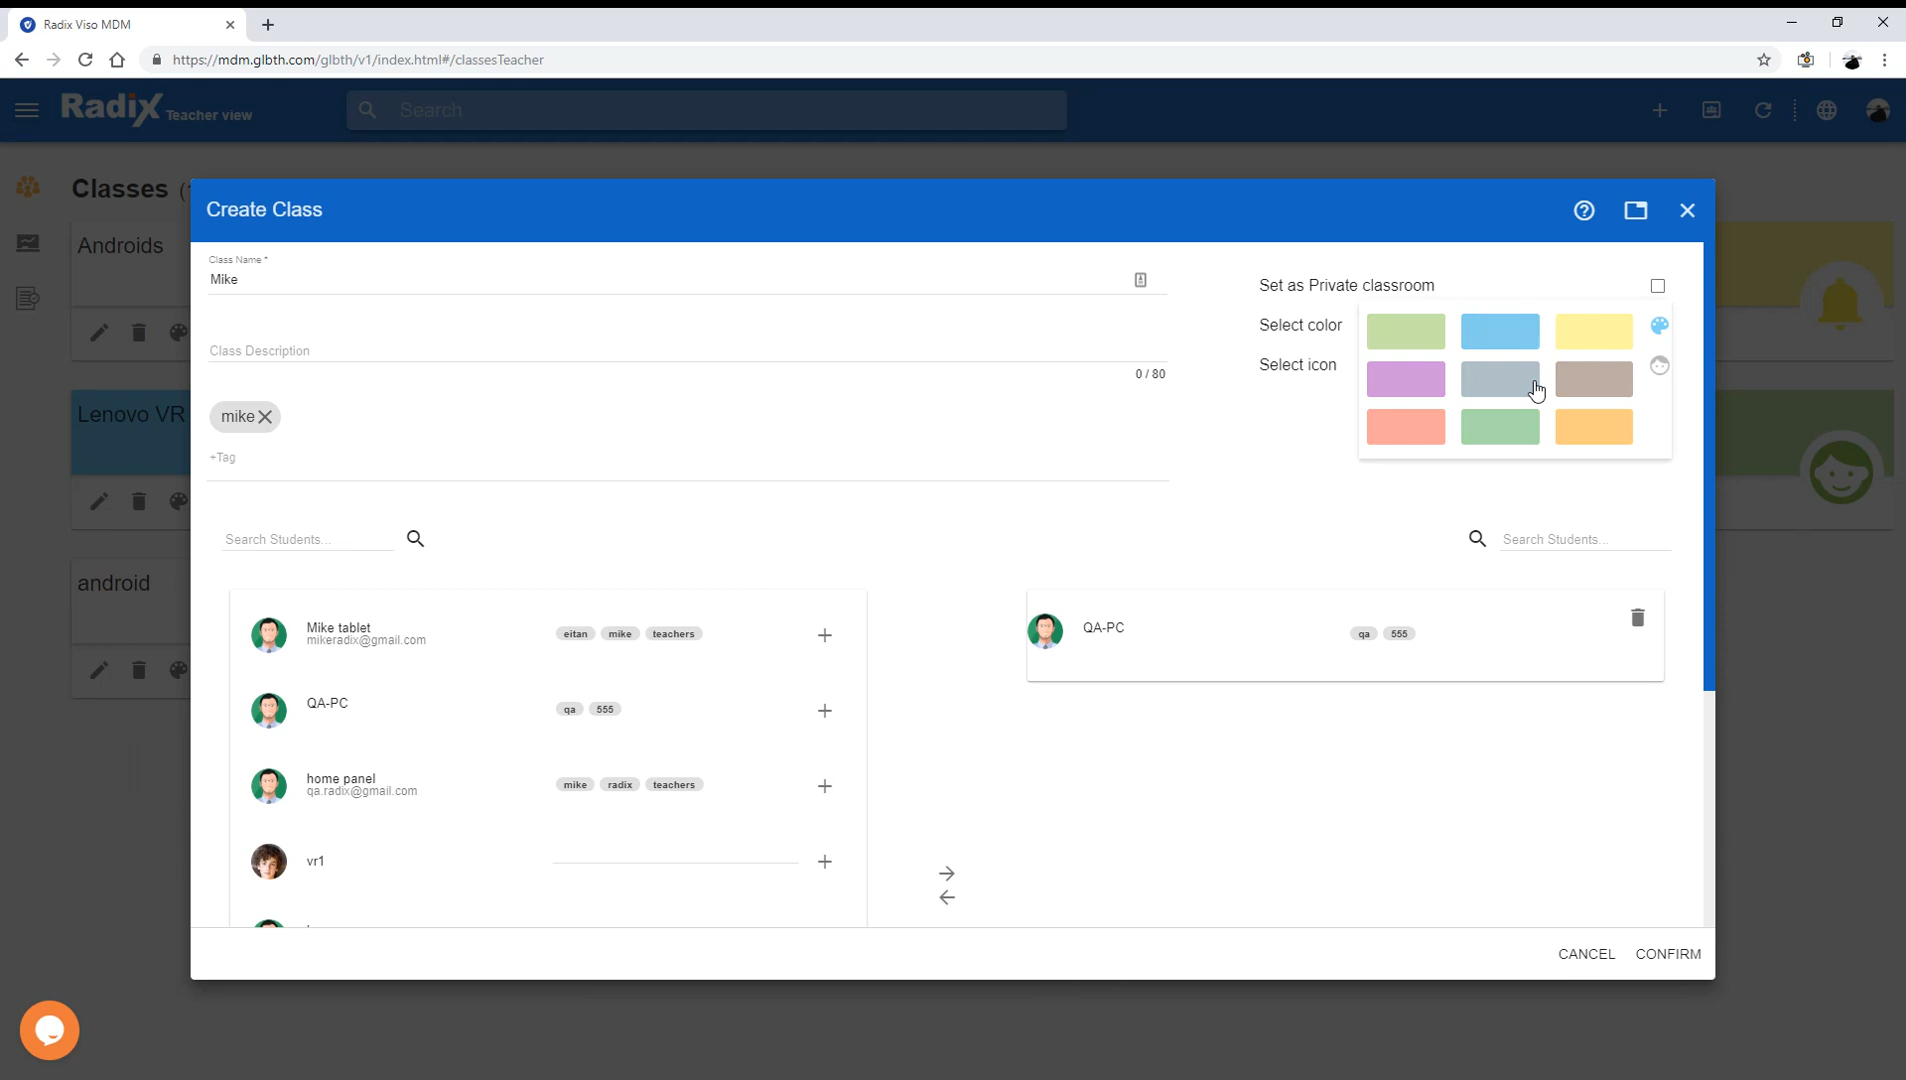 Radix Viso MDM
https://mdm.glbth.com/glbth/v1/index.html#/classesTeacher
RadiX Teacher view
Search
Classes
Androids
Lenovo VR
android
Create Class
Class Name *
Mike
Class Description
0 / 80
mike
+Tag
Set as Private classroom
Select color
Select icon
Search Students...
Search Students...
Mike tablet
mikeradix@gmail.com
eitan mike teachers
QA-PC
qa 555
home panel
qa.radix@gmail.com
mike radix teachers
vr1
QA-PC
qa 555
CANCEL CONFIRM